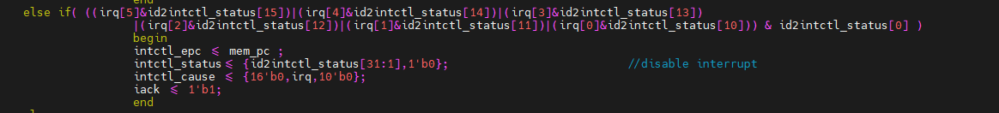 end
else if( ((irq[5]&id2intctl_status[15])|(irq[4]&id2intctl_status[14])|(irq[3]&id2intctl_status[13])
|(irq[2]&id2intctl_status[12])|(irq[1]&id2intctl_status[11])|(irq[0]&id2intctl_status[10])) & id2intctl_status[0] )
begin
intctl_epc ⩽ mem_pc ;
intctl_status⩽ {id2intctl_status[31:1],1'b0}; //disable interrupt
intctl_cause ⩽ {16'b0,irq,10'b0};
iack ⩽ 1'b1;
end